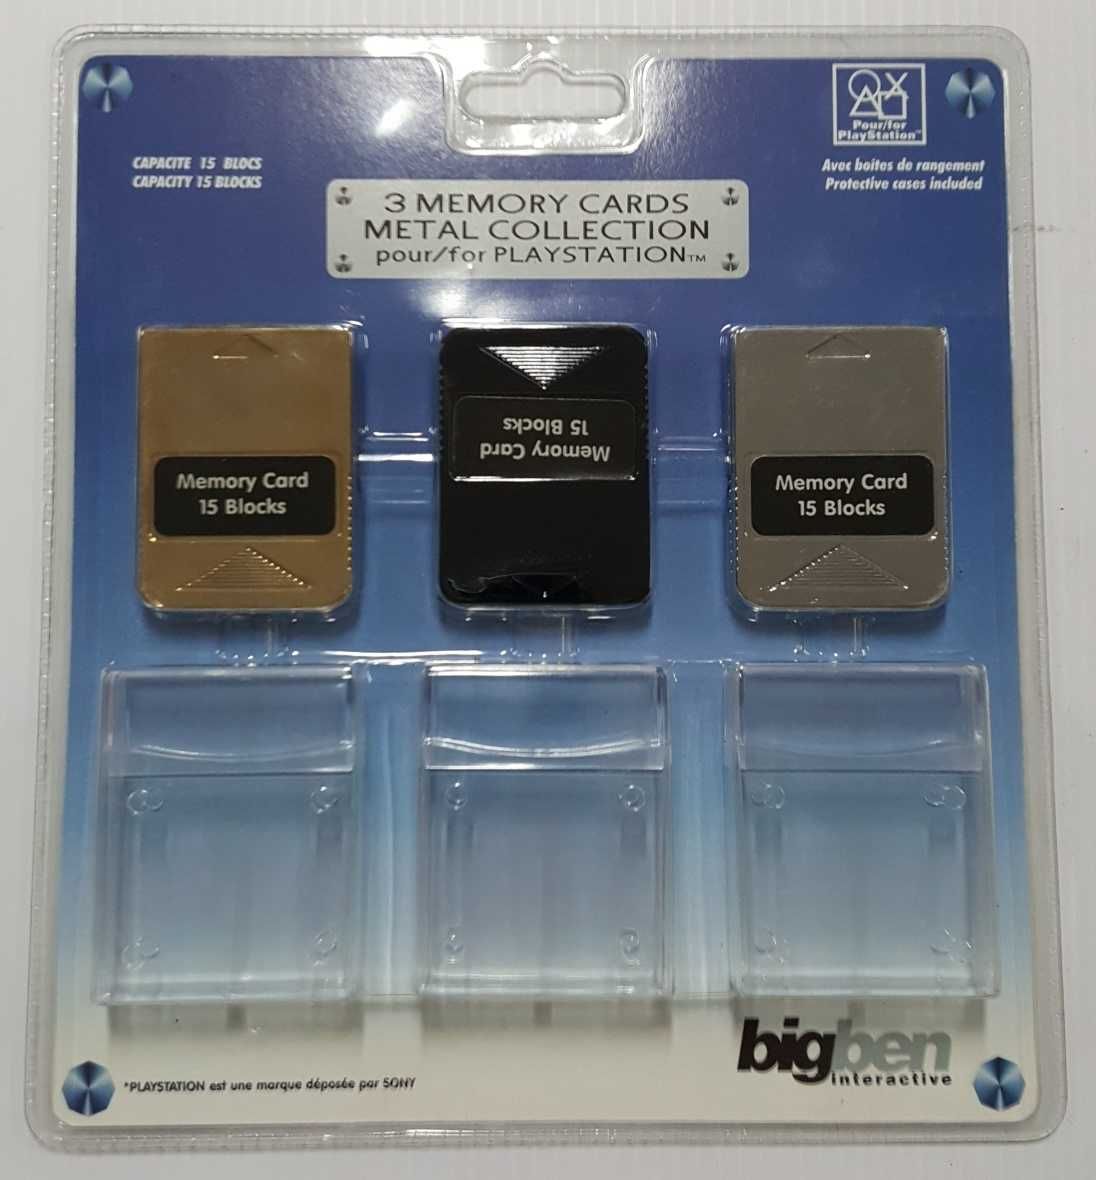 CAPACITE 15 BLOCS
CAPACITY 15 BLOCKS
Pour/for
PlayStation™
Avec boites de rangement
Protective cases included
3 MEMORY CARDS
METAL COLLECTION
pour/for PLAYSTATION™
Memory Card
15 Blocks
Memory Card
15 Blocks
Memory Card
15 Blocks
*PLAYSTATION est une marque déposée par SONY
bigben
interactive